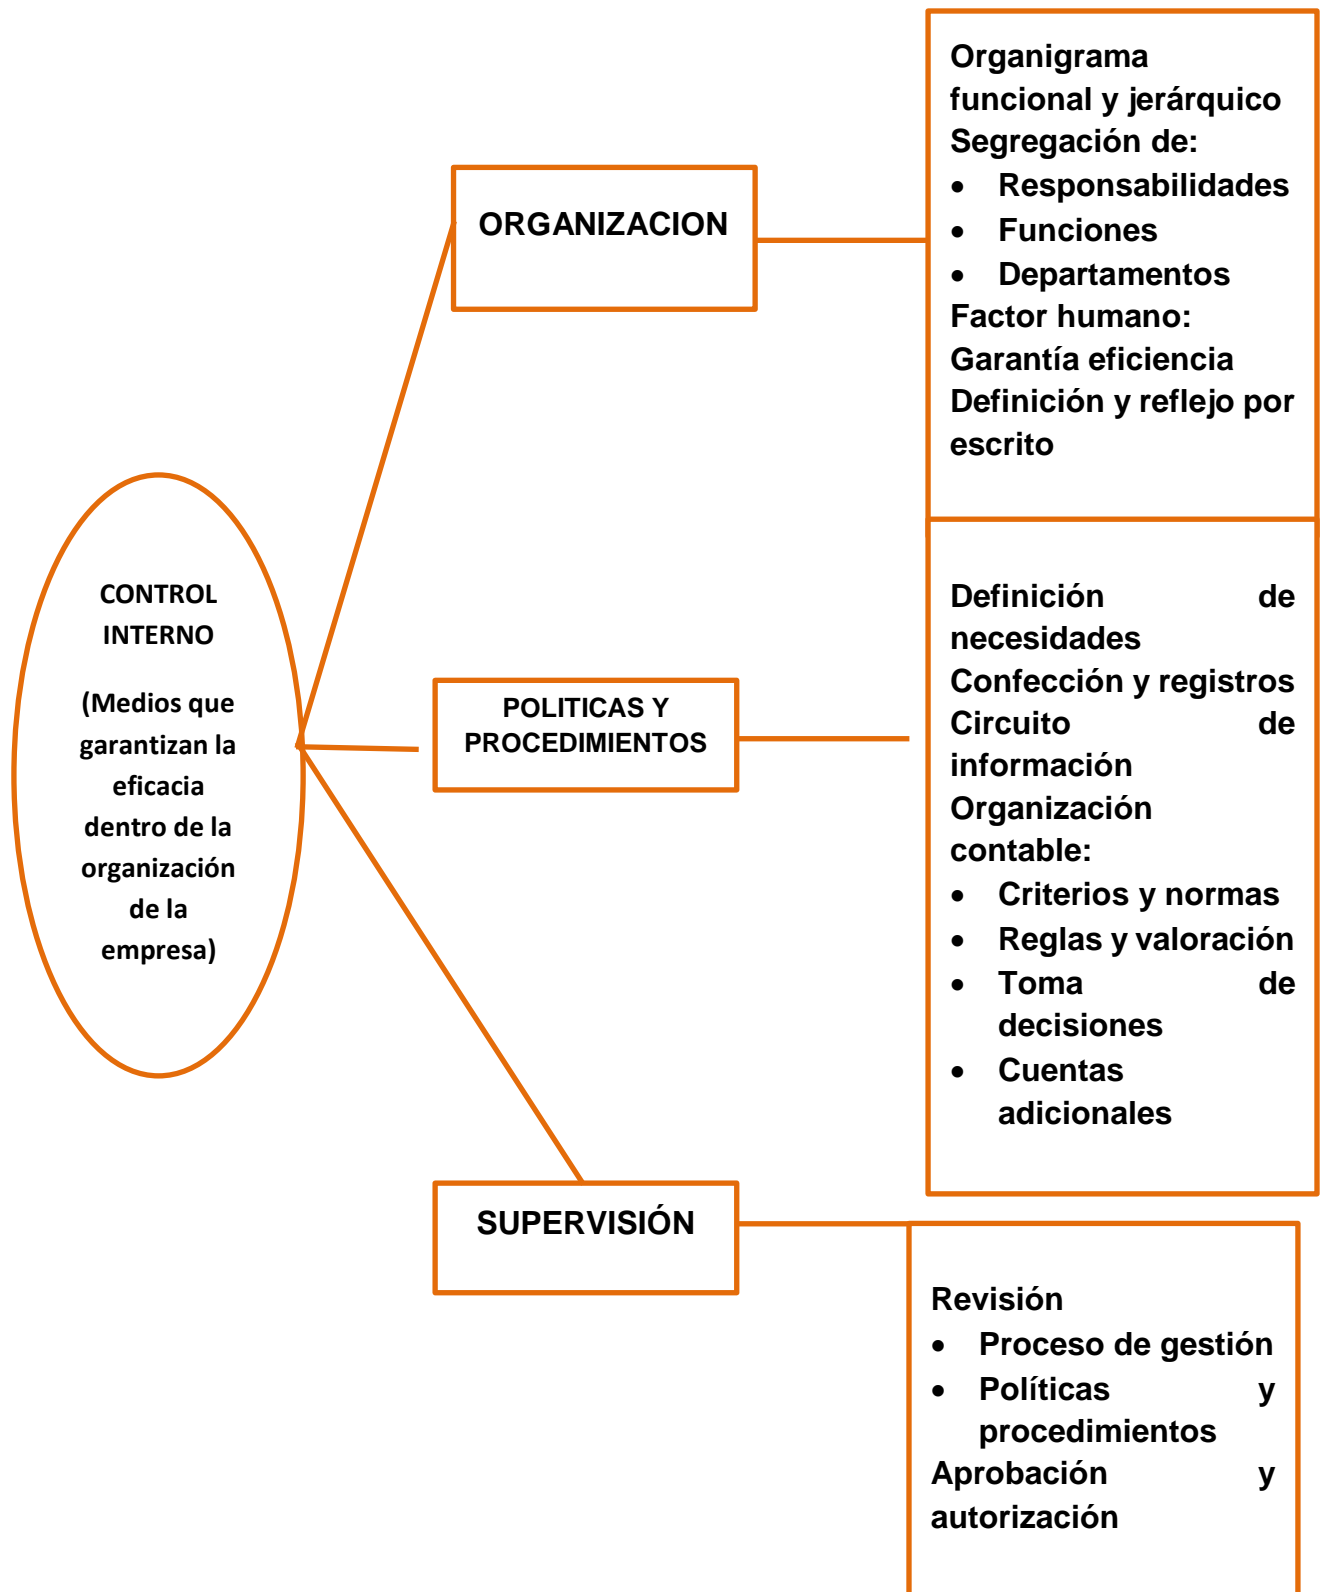 CONTROL
INTERNO
(Medios que
garantizan la
eficacia
dentro de la
organización
de la
empresa)
ORGANIZACION
Organigrama
funcional y jerárquico
Segregación de:
• Responsabilidades
• Funciones
• Departamentos
Factor humano:
Garantía eficiencia
Definición y reflejo por
escrito
POLITICAS Y
PROCEDIMIENTOS
Definición de
necesidades
Confección y registros
Circuito de
información
Organización
contable:
• Criterios y normas
• Reglas y valoración
• Toma de
decisiones
• Cuentas
adicionales
SUPERVISIÓN
Revisión
• Proceso de gestión
• Políticas y
procedimientos
Aprobación y
autorización